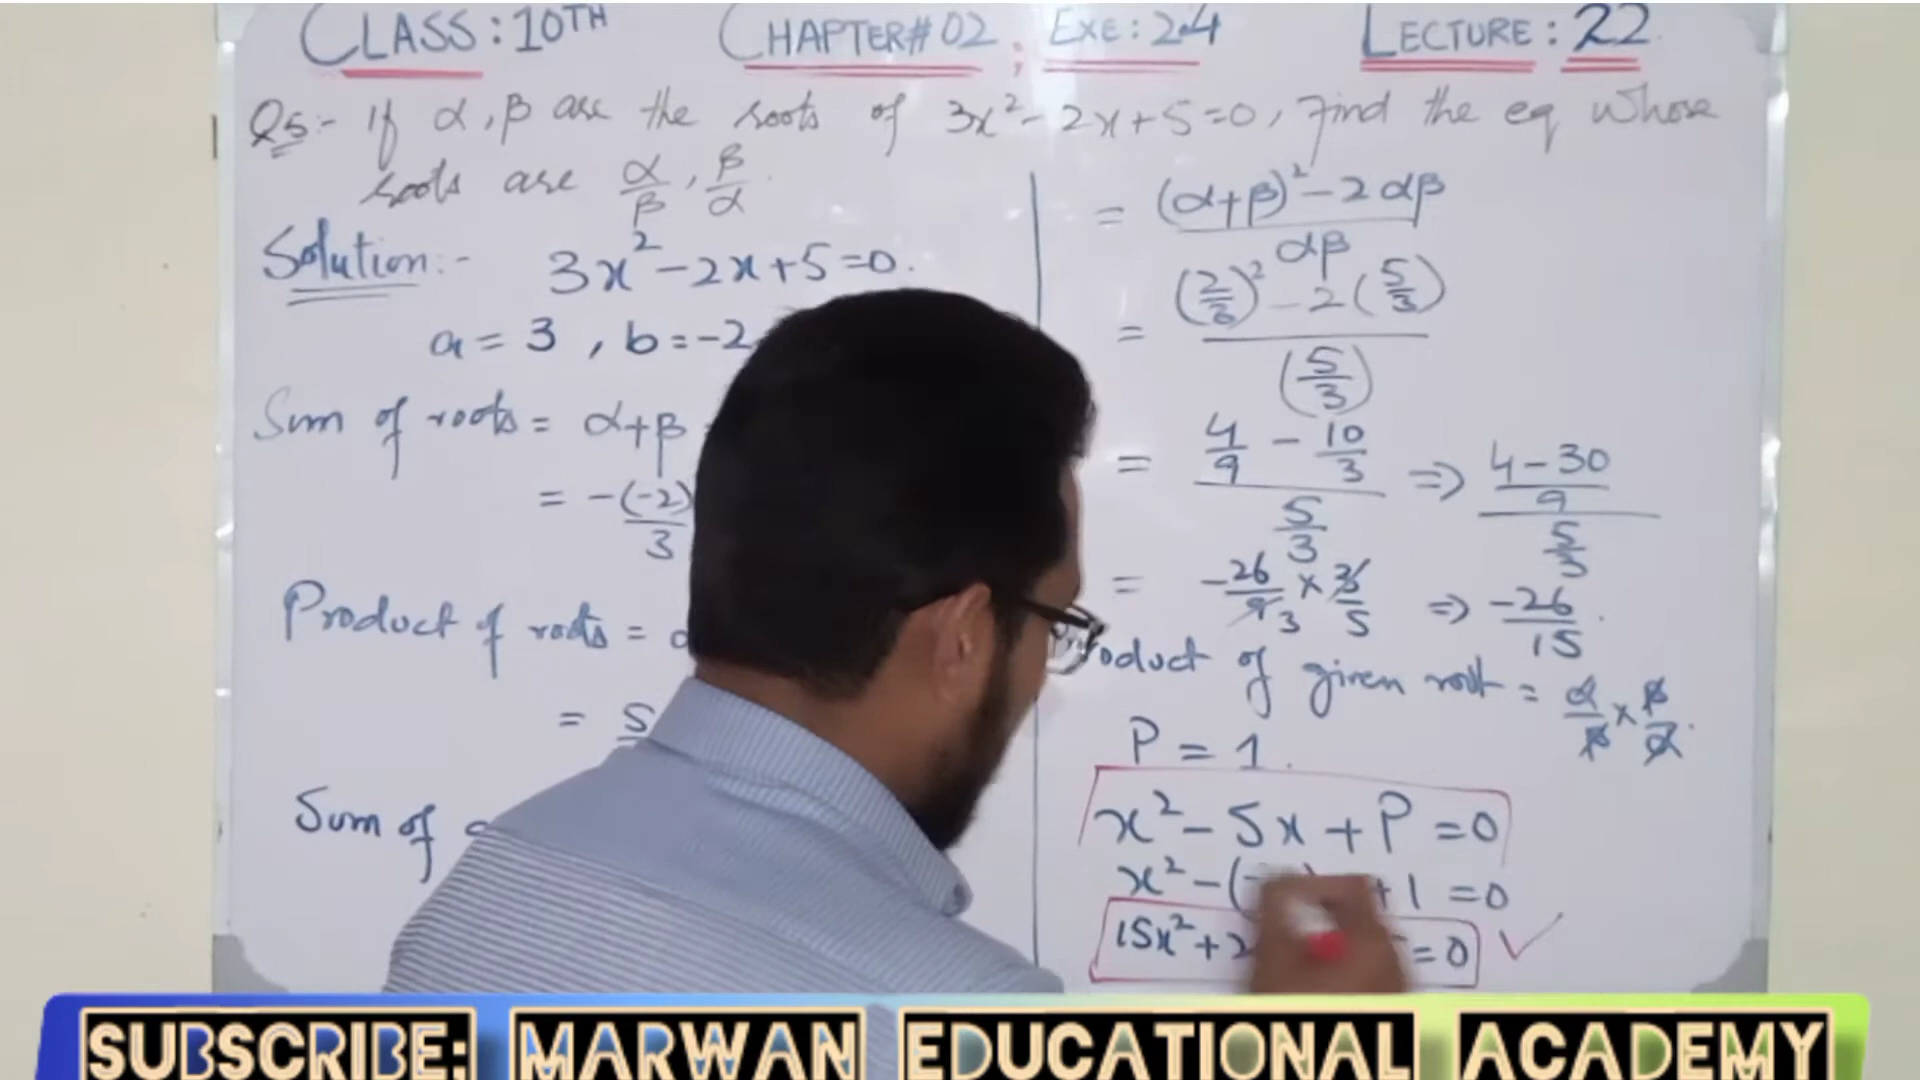 CLASS: 10TH CHAPTER# 02 ; EXE: 2.4 LECTURE: 22
Q5:- If α, β are the roots of 3x² - 2x + 5 = 0, Find the eq whose
roots are α/β, β/α.
Solution:- 3x² - 2x + 5 = 0.
a = 3, b = -2
Sum of roots = α + β
= -(-2)/3
Product of roots =
= 5
Sum of
= ((α+β)² - 2αβ)/αβ
= ((2/3)² - 2(5/3))/(5/3)
= (4/9 - 10/3)/(5/3) => ((4-30)/9)/(5/3)
= -26/9 3 × 3/5 => -26/15.
Product of given root = α/β × β/α.
P = 1.
x² - Sx + P = 0
x² - ( ) + 1 = 0
15x² + 2 = 0 ✓
SUBSCRIBE: MARWAN EDUCATIONAL ACADEMY